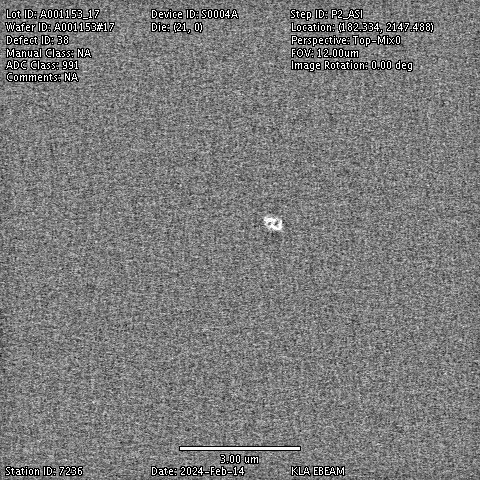 Lot ID: A001153_17 Device ID: S0004A Step ID: P2_ASI
Wafer ID: A001153#17 Die: (21, 0) Location: (182.334, 2147.488)
Defect ID: 38 Perspective: Top-Mix0
Manual Class: NA FOV: 12.00um
ADC Class: 991 Image Rotation: 0.00 deg
Comments: NA
3.00 um
Station ID: 7236 Date: 2024-Feb-14 KLA EBEAM